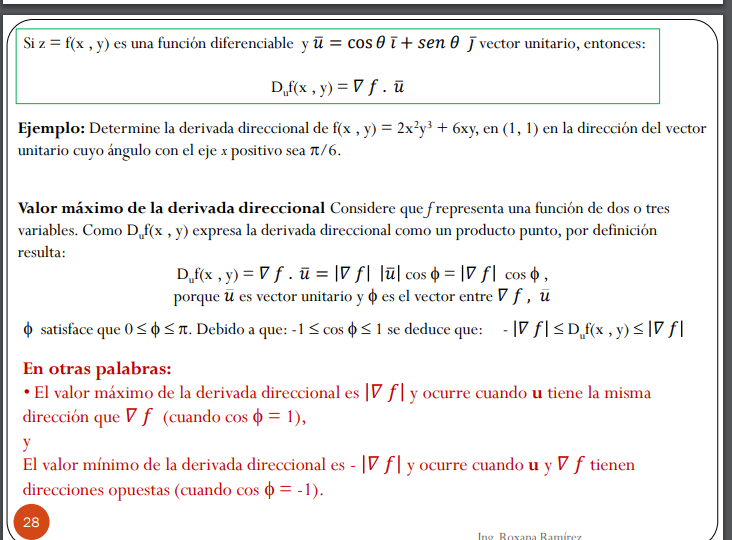 Si z = f(x , y) es una función diferenciable y ū = cos θ ī + sen θ j̄ vector unitario, entonces:
Dᵤf(x , y) = ∇ f . ū
Ejemplo: Determine la derivada direccional de f(x , y) = 2x²y³ + 6xy, en (1, 1) en la dirección del vector
unitario cuyo ángulo con el eje x positivo sea π/6.
Valor máximo de la derivada direccional Considere que f representa una función de dos o tres
variables. Como Dᵤf(x , y) expresa la derivada direccional como un producto punto, por definición
resulta:
Dᵤf(x , y) = ∇ f . ū = |∇ f| |ū| cos ϕ = |∇ f| cos ϕ ,
porque ū es vector unitario y ϕ es el vector entre ∇ f , ū
ϕ satisface que 0 ≤ ϕ ≤ π. Debido a que: -1 ≤ cos ϕ ≤ 1 se deduce que: - |∇ f| ≤ Dᵤf(x , y) ≤ |∇ f|
En otras palabras:
• El valor máximo de la derivada direccional es |∇ f| y ocurre cuando u tiene la misma
dirección que ∇ f (cuando cos ϕ = 1),
y
El valor mínimo de la derivada direccional es - |∇ f| y ocurre cuando u y ∇ f tienen
direcciones opuestas (cuando cos ϕ = -1).
28
Ing. Roxana Ramírez